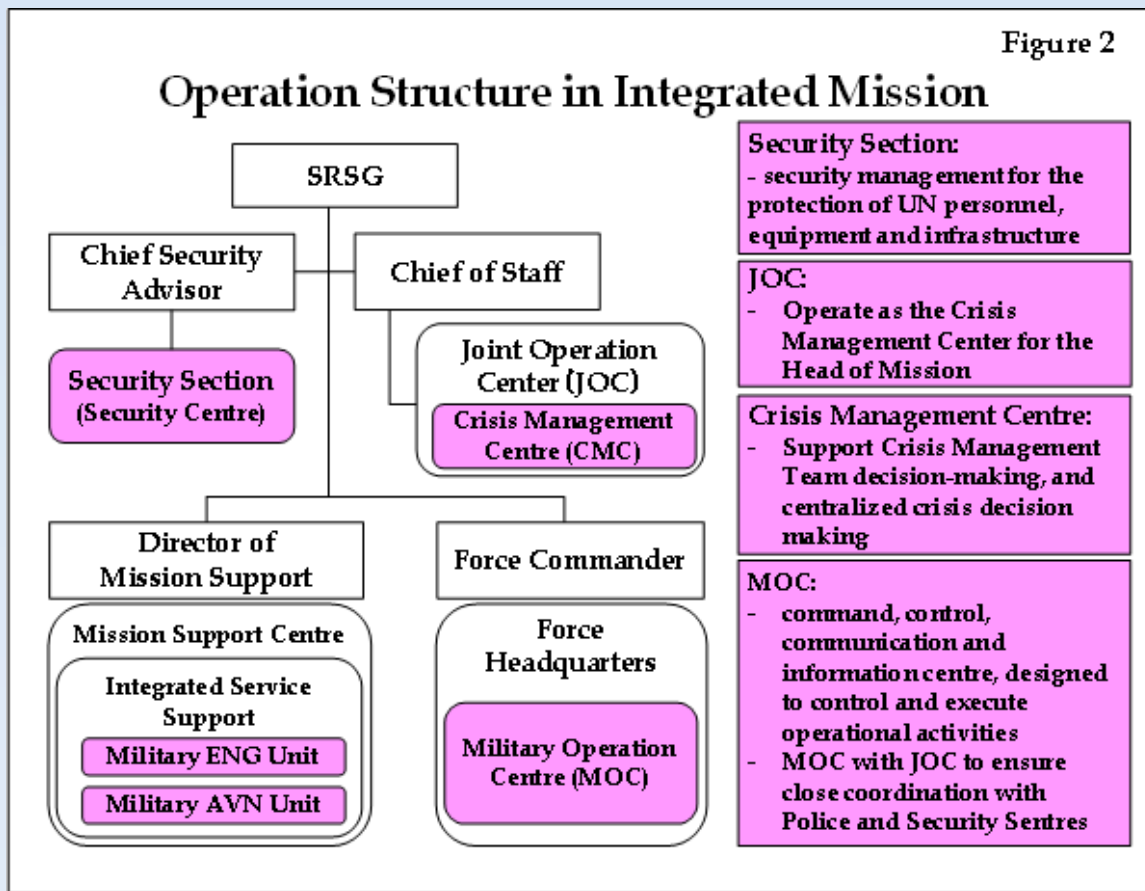 Figure 2
Operation Structure in Integrated Mission
SRSG
Chief Security
Advisor
Chief of Staff
Security Section
(Security Centre)
Joint Operation
Center (JOC)
Crisis Management
Centre (CMC)
Director of
Mission Support
Force Commander
Mission Support Centre
Integrated Service
Support
Military ENG Unit
Military AVN Unit
Force
Headquarters
Military Operation
Centre (MOC)
Security Section:
- security management for the
protection of UN personnel,
equipment and infrastructure
JOC:
- Operate as the Crisis
Management Center for the
Head of Mission
Crisis Management Centre:
- Support Crisis Management
Team decision-making, and
centralized crisis decision
making
MOC:
- command, control,
communication and
information centre, designed
to control and execute
operational activities
- MOC with JOC to ensure
close coordination with
Police and Security Sentres